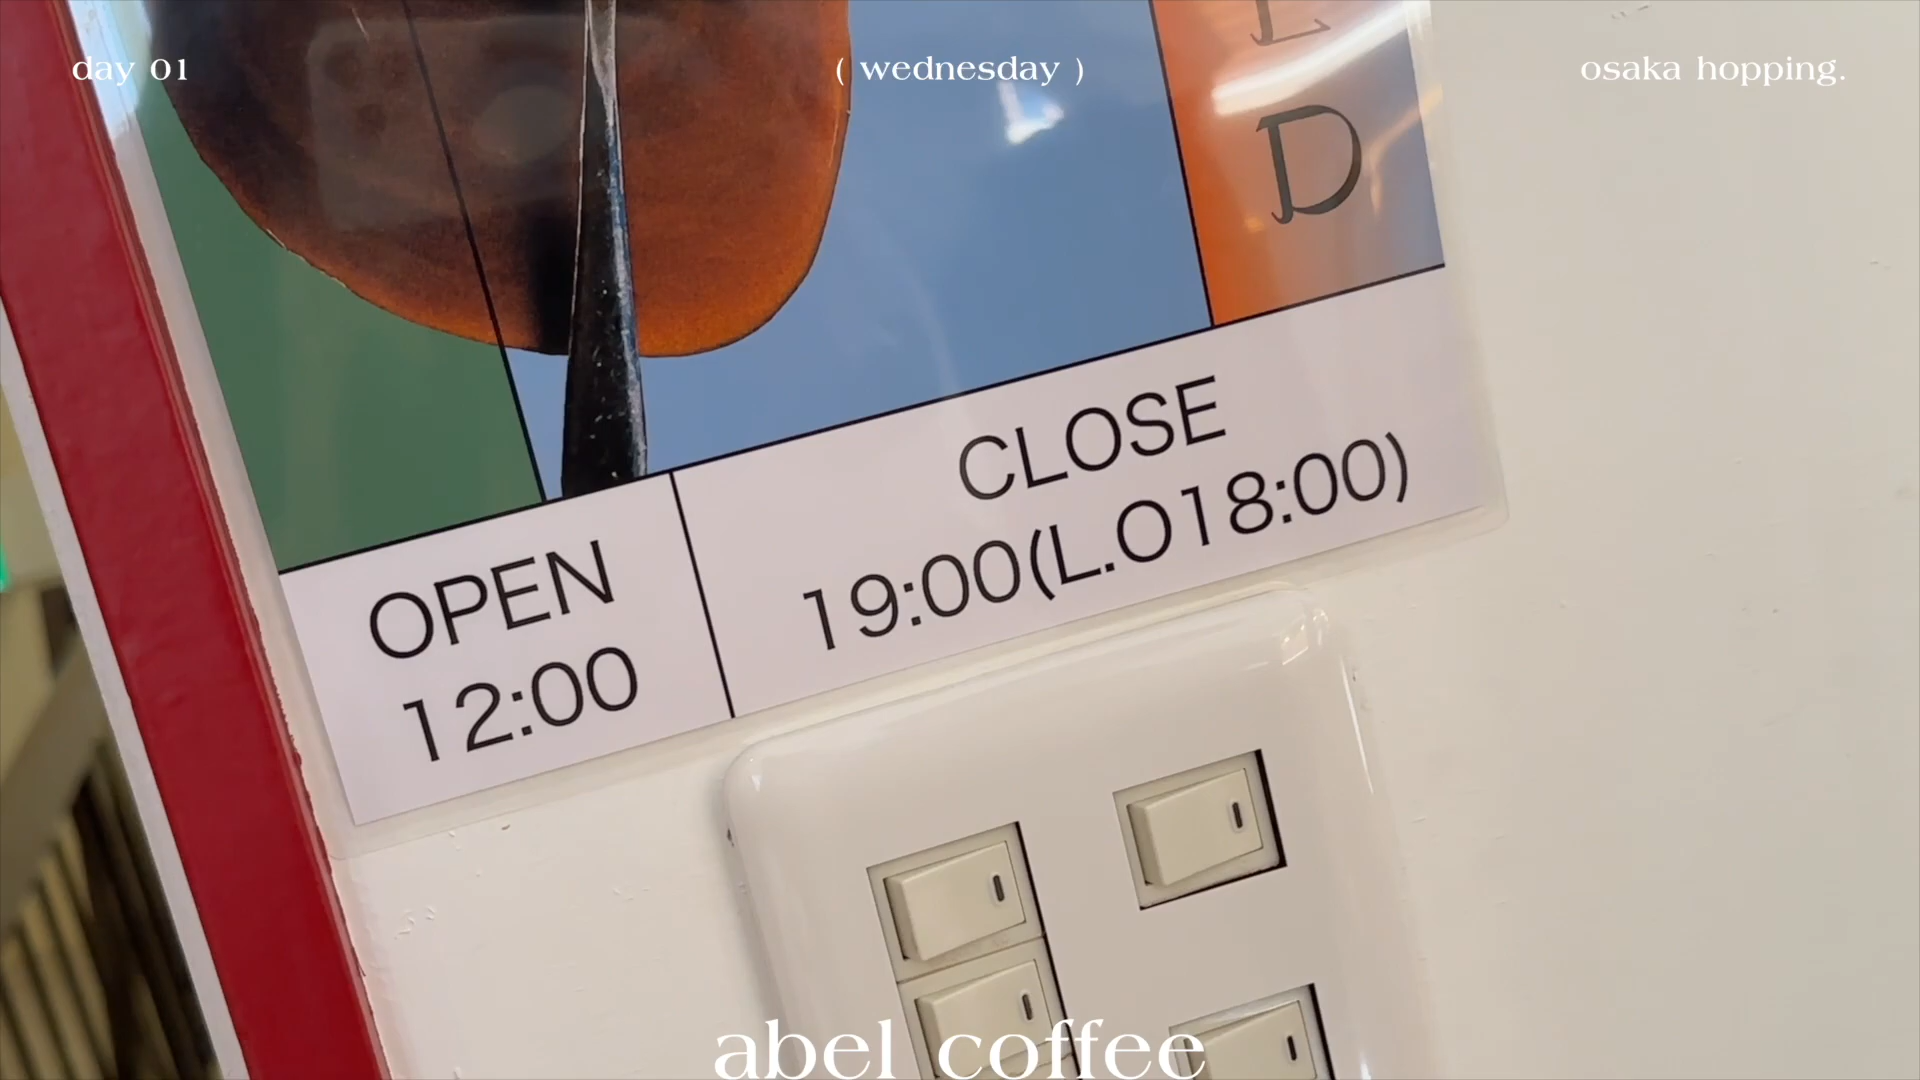 day 01
( wednesday )
osaka hopping.
D
CLOSE
19:00(L.O18:00)
OPEN
12:00
abel coffee